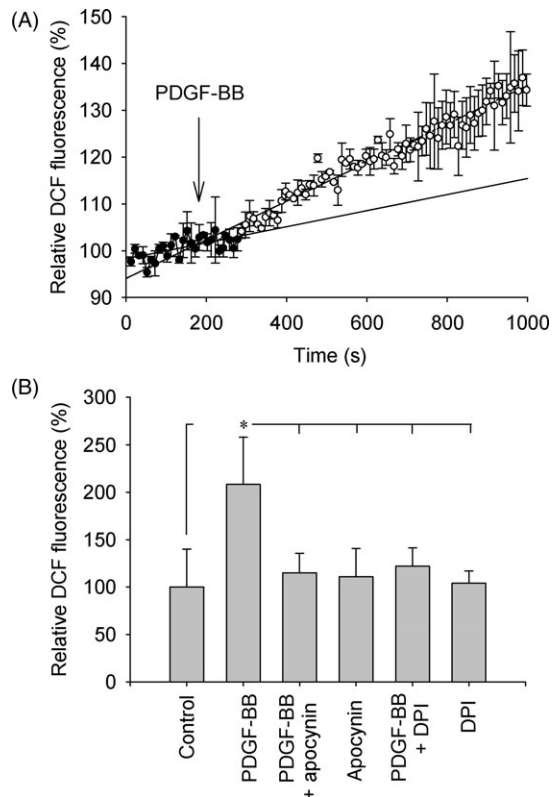 (A)
150
140
130
120
110
100
90
Relative DCF fluorescence (%)
PDGF-BB
0 200 400 600 800 1000
Time (s)
(B)
300
250
200
150
100
50
0
Relative DCF fluorescence (%)
*
Control
PDGF-BB
PDGF-BB
+ apocynin
Apocynin
PDGF-BB
+ DPI
DPI